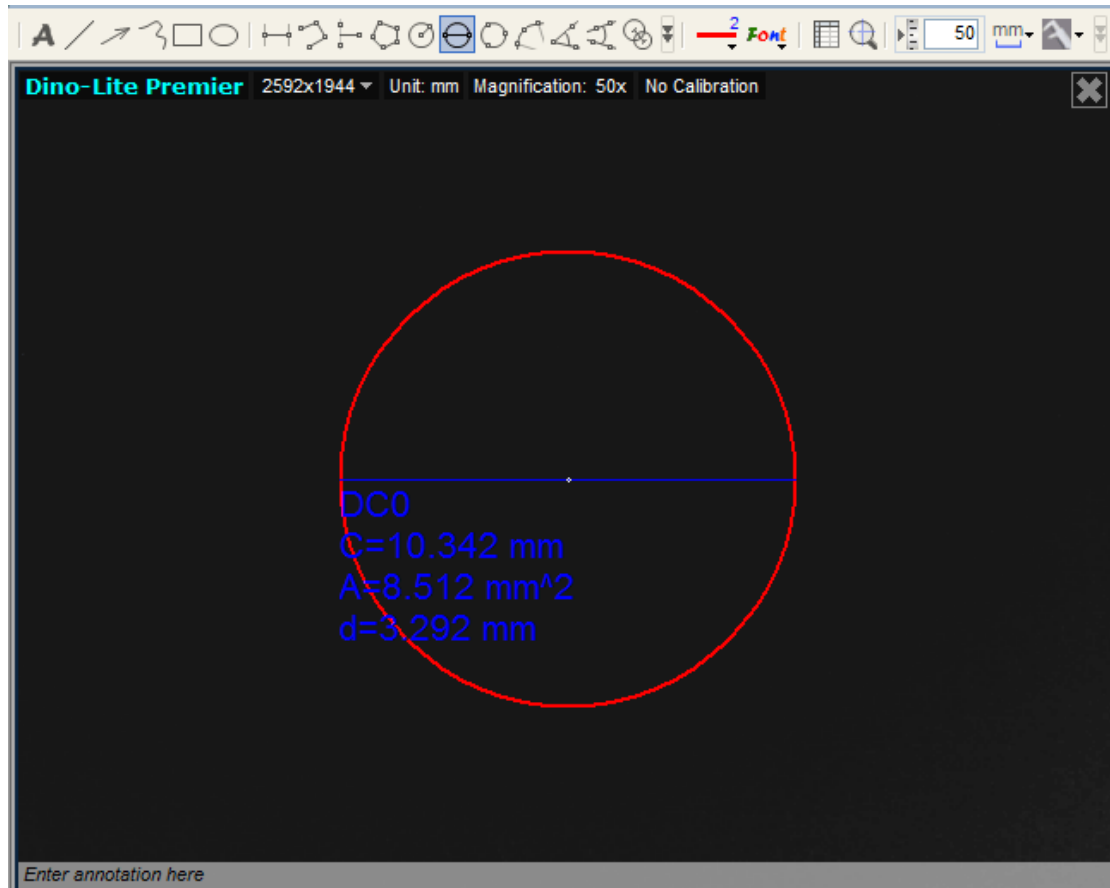 A 2 Font 50 mm
Dino-Lite Premier 2592x1944 Unit: mm Magnification: 50x No Calibration
DC0
C=10.342 mm
A=8.512 mm^2
d=3.292 mm
Enter annotation here